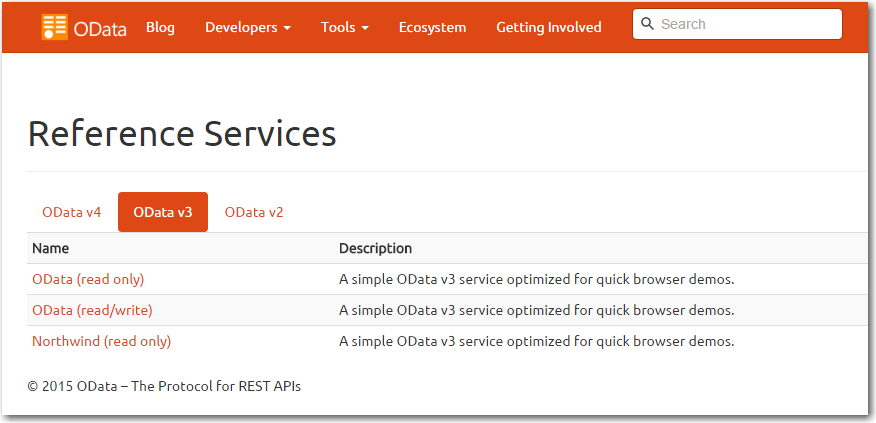 OData Blog Developers Tools Ecosystem Getting Involved Search
Reference Services
OData v4 OData v3 OData v2
Name Description
OData (read only) A simple OData v3 service optimized for quick browser demos.
OData (read/write) A simple OData v3 service optimized for quick browser demos.
Northwind (read only) A simple OData v3 service optimized for quick browser demos.
© 2015 OData – The Protocol for REST APIs